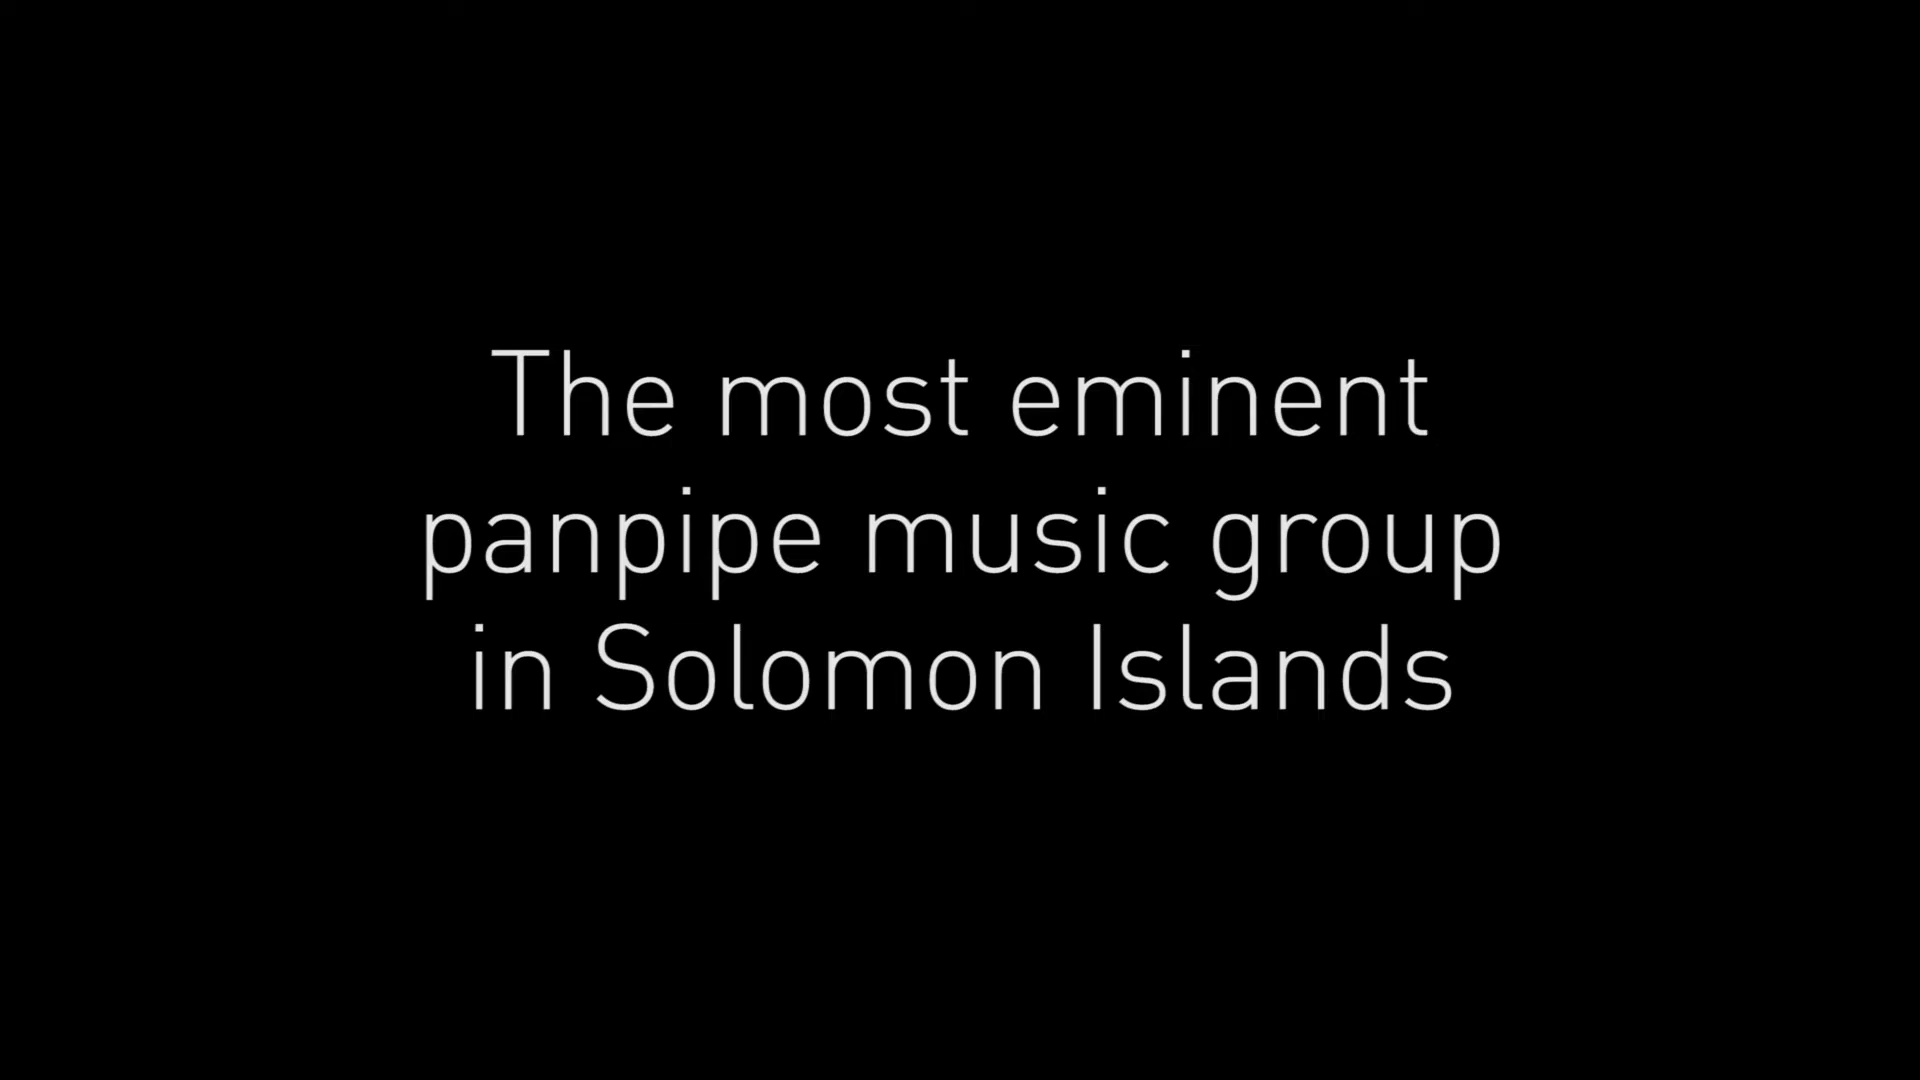 The most eminent
panpipe music group
in Solomon Islands